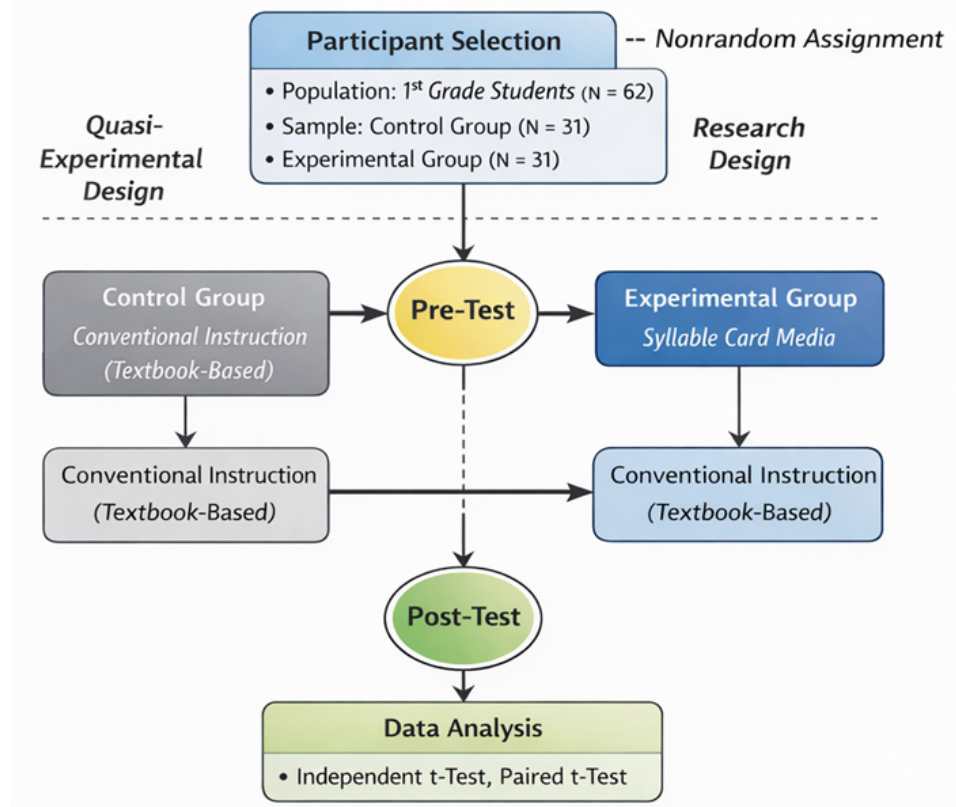 Participant Selection
-- Nonrandom Assignment
• Population: 1st Grade Students (N = 62)
• Sample: Control Group (N = 31)
• Experimental Group (N = 31)
Quasi-
Experimental
Design
Research
Design
Control Group
Conventional Instruction
(Textbook-Based)
Pre-Test
Experimental Group
Syllable Card Media
Conventional Instruction
(Textbook-Based)
Conventional Instruction
(Textbook-Based)
Post-Test
Data Analysis
• Independent t-Test, Paired t-Test